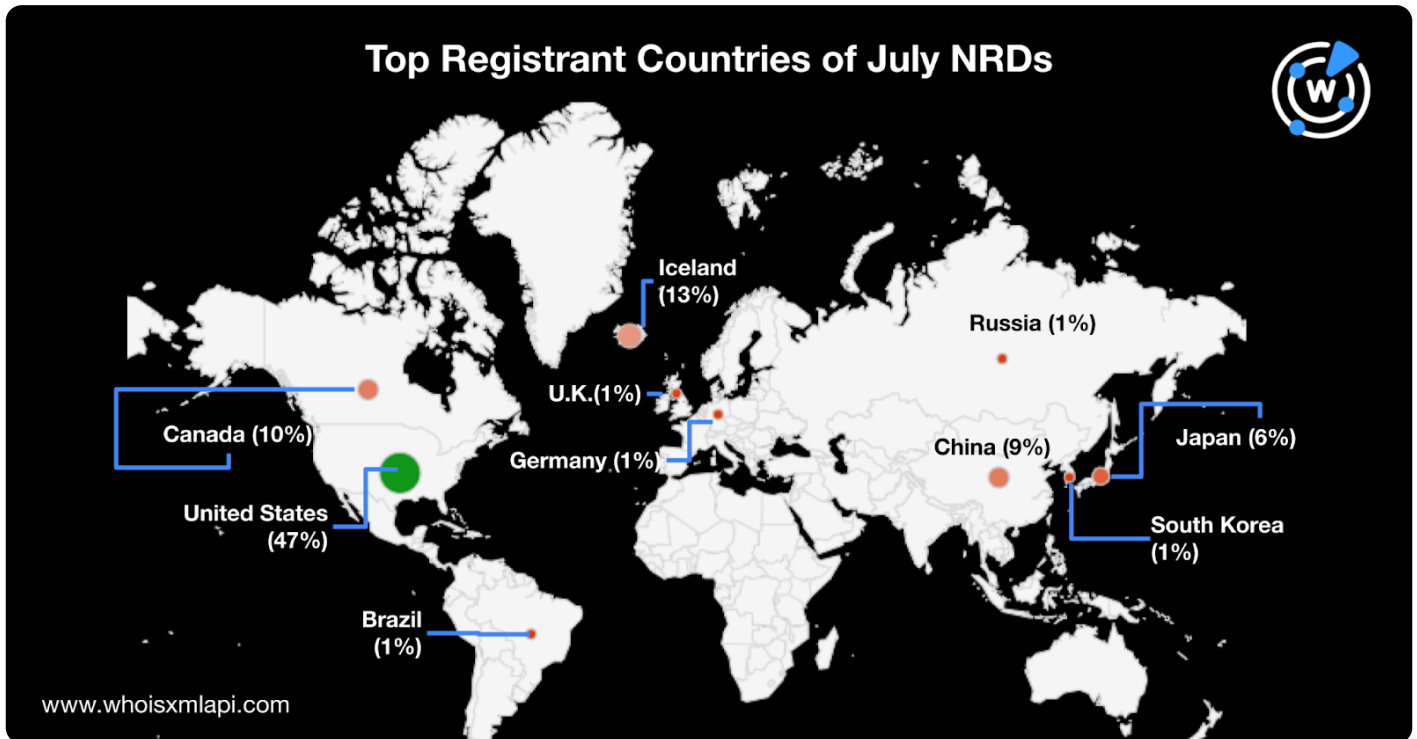 Top Registrant Countries of July NRDs
W
Iceland
(13%)
Russia (1%)
U.K.(1%)
Canada (10%)
China (9%)
Japan (6%)
Germany (1%)
United States
(47%)
South Korea
(1%)
Brazil
(1%)
www.whoisxmlapi.com